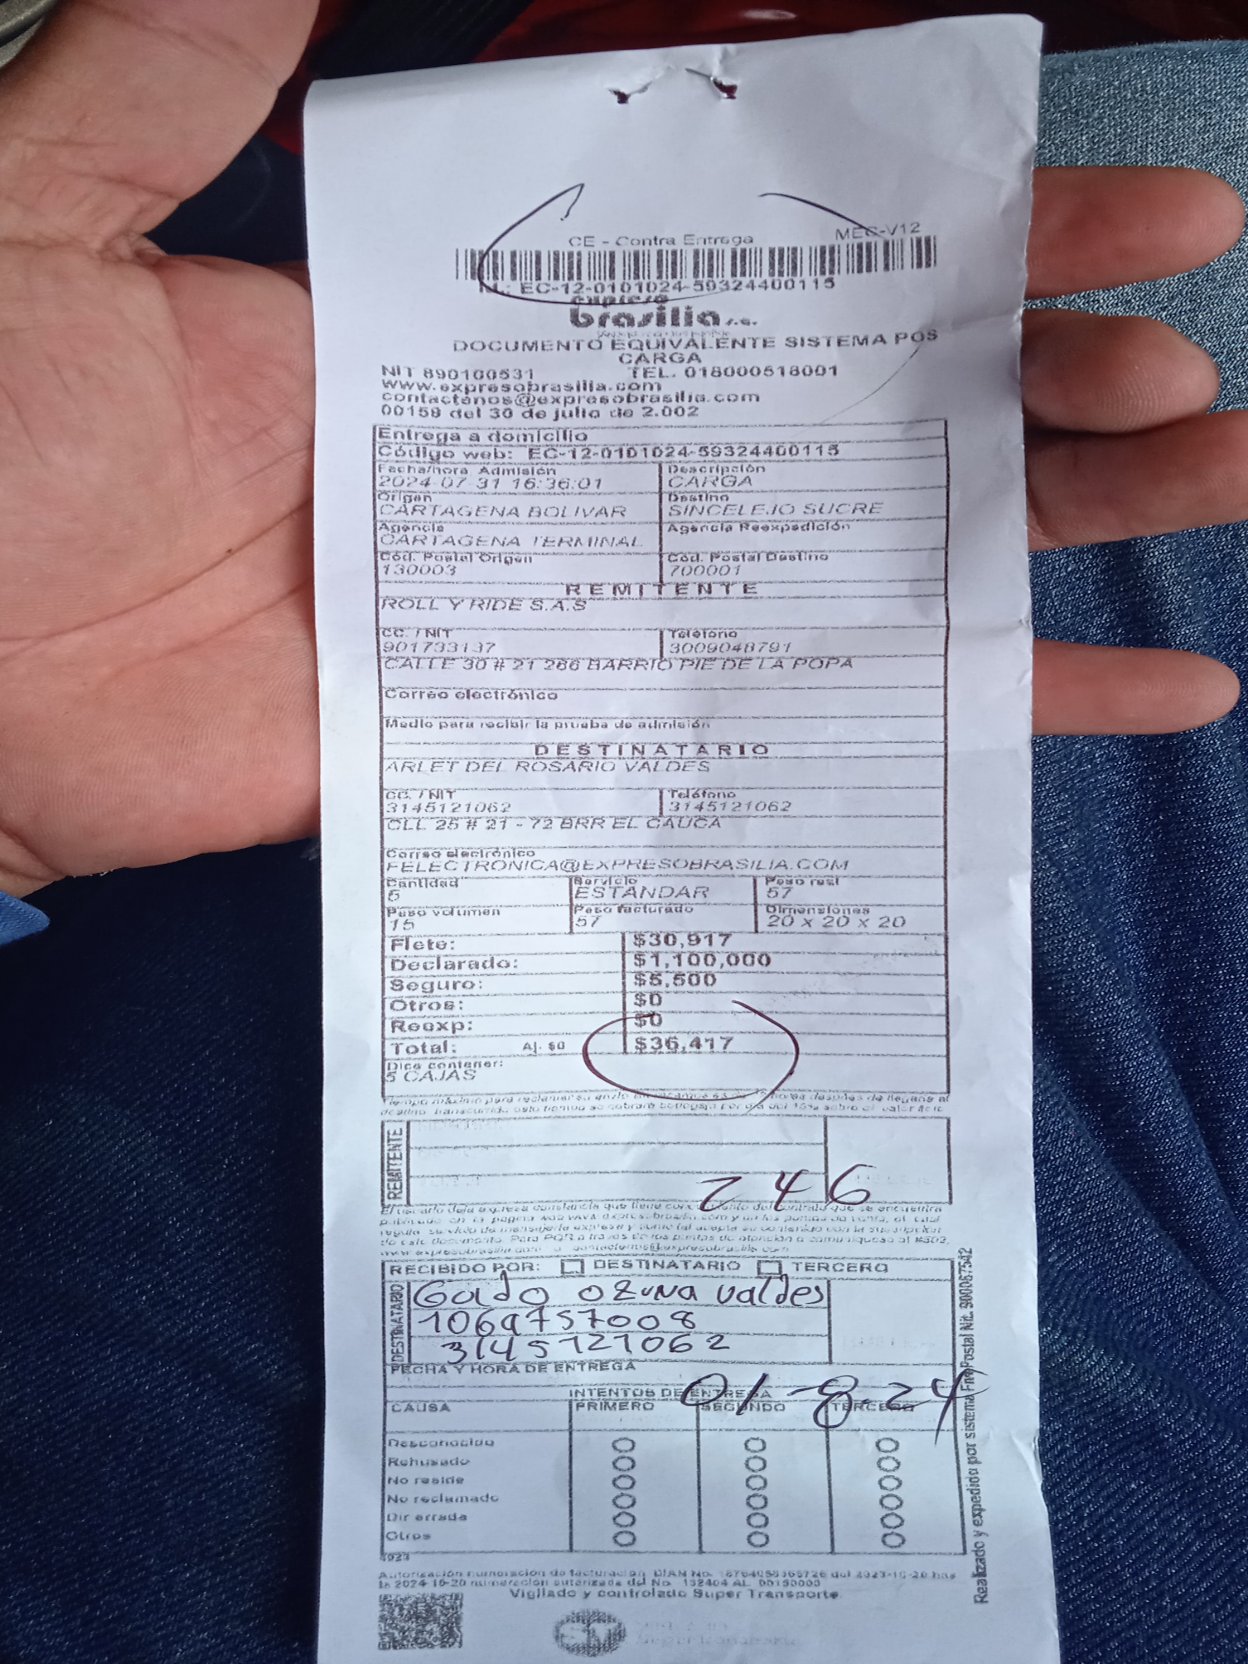 CE - Contra Entrega MEC-V12
EC-12-0101024-59324400115
brasilia s.a.
DOCUMENTO EQUIVALENTE SISTEMA POS
CARGA
NIT 890100531 TEL. 018000518001
www.expresobrasilia.com
contactenos@expresobrasilia.com
00158 del 30 de julio de 2.002
Entrega a domicilio
Código web: EC-12-0101024-59324400115
Fecha/hora Admisión Descripción
2024-07-31 16:36:01 CARGA
Origen Destino
CARTAGENA BOLIVAR SINCELEJO SUCRE
Agencia Agencia Reexpedición
CARTAGENA TERMINAL
Cód. Postal Origen Cód. Postal Destino
130003 700001
REMITENTE
ROLL Y RIDE S.A.S
CC. / NIT Teléfono
901733137 3009048791
CALLE 30 # 21 286 BARRIO PIE DE LA POPA
Correo electrónico
Medio para recibir la prueba de admisión
DESTINATARIO
ARLET DEL ROSARIO VALDES
CC. / NIT Teléfono
3145121062 3145121062
CLL 25 # 21 - 72 BRR EL CAUCA
Correo electrónico
FELECTRONICA@EXPRESOBRASILIA.COM
Cantidad Servicio Peso real
5 ESTANDAR 57
Peso volumen Peso facturado Dimensiones
15 57 20 x 20 x 20
Flete: $30,917
Declarado: $1,100,000
Seguro: $5,500
Otros: $0
Reexp: $0
Total: Aj. $0 $36,417
Dice contener:
5 CAJAS
REMITENTE
246
RECIBIDO POR: DESTINATARIO TERCERO
DESTINATARIO
ozuna valdes
1069757008
3145121062
FECHA Y HORA DE ENTREGA
01-8-24
INTENTOS DE ENTREGA
CAUSA PRIMERO SEGUNDO TERCERO
Desconocido
Rehusado
No reside
No reclamado
Dir errada
Otros
Vigilado y controlado Super Transporte